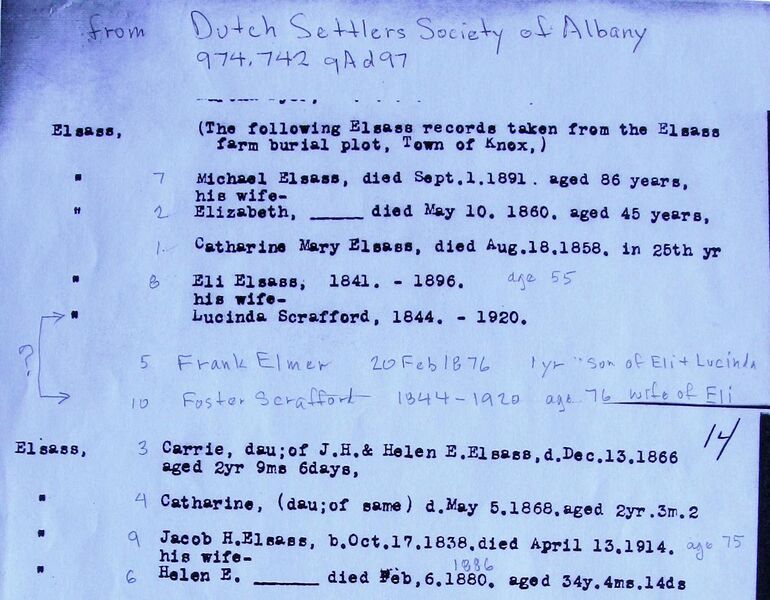 from Dutch Settlers Society of Albany
974.742 qAd97
Elsass, (The following Elsass records taken from the Elsass
farm burial plot, Town of Knox,)
" 7 Michael Elsass, died Sept.1.1891. aged 86 years,
his wife-
" 2 Elizabeth, _____ died May 10. 1860. aged 45 years,
1. Catharine Mary Elsass, died Aug.18.1858. in 25th yr
" 8 Eli Elsass, 1841. - 1896. age 55
his wife-
" Lucinda Scrafford, 1844. - 1920.
?
5 Frank Elmer 20 Feb 1876 1yr "son of Eli + Lucinda
10 Foster Scrafford 1844-1920 age 76 wife of Eli
14
Elsass, 3 Carrie, dau;of J.H.& Helen E.Elsass,d.Dec.13.1866
aged 2yr 9ms 6days,
" 4 Catharine, (dau;of same) d.May 5.1868.aged 2yr.3m.2
" 9 Jacob H.Elsass, b.Oct.17.1838.died April 13.1914. age 75
his wife-
1886
" 6 Helen E. ______ died Feb,6.1880. aged 34y.4ms.14ds